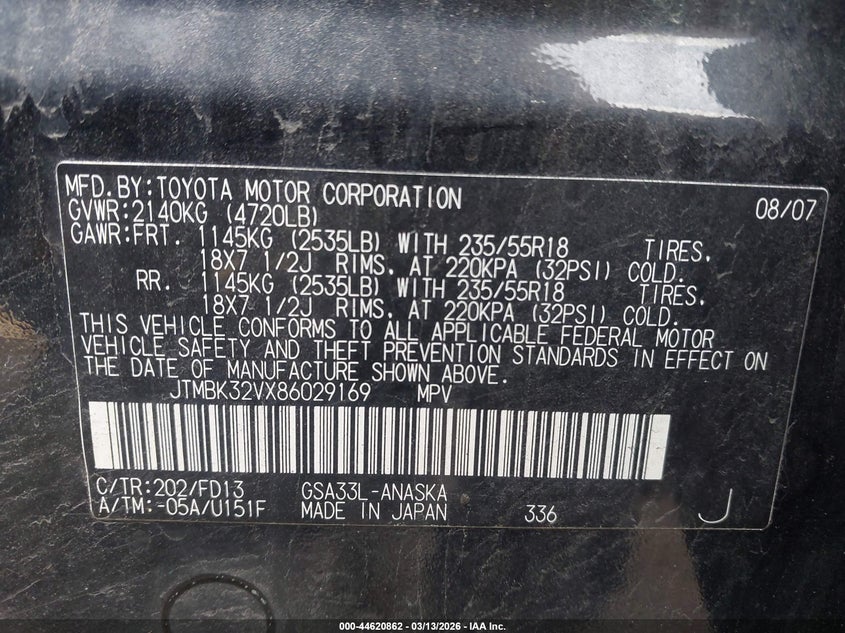 MFD.BY:TOYOTA MOTOR CORPORATION 08/07
GVWR:2140KG (4720LB)
GAWR:FRT. 1145KG (2535LB) WITH 235/55R18 TIRES.
18X7 1/2J RIMS. AT 220KPA (32PSI) COLD.
RR. 1145KG (2535LB) WITH 235/55R18 TIRES.
18X7 1/2J RIMS. AT 220KPA (32PSI) COLD.
THIS VEHICLE CONFORMS TO ALL APPLICABLE FEDERAL MOTOR
VEHICLE SAFETY AND THEFT PREVENTION STANDARDS IN EFFECT ON
THE DATE OF MANUFACTURE SHOWN ABOVE.
JTMBK32VX86029169 MPV
C/TR:202/FD13 GSA33L-ANASKA
A/TM:-05A/U151F MADE IN JAPAN 336 J
000-44620862 - 03/13/2026 - IAA Inc.